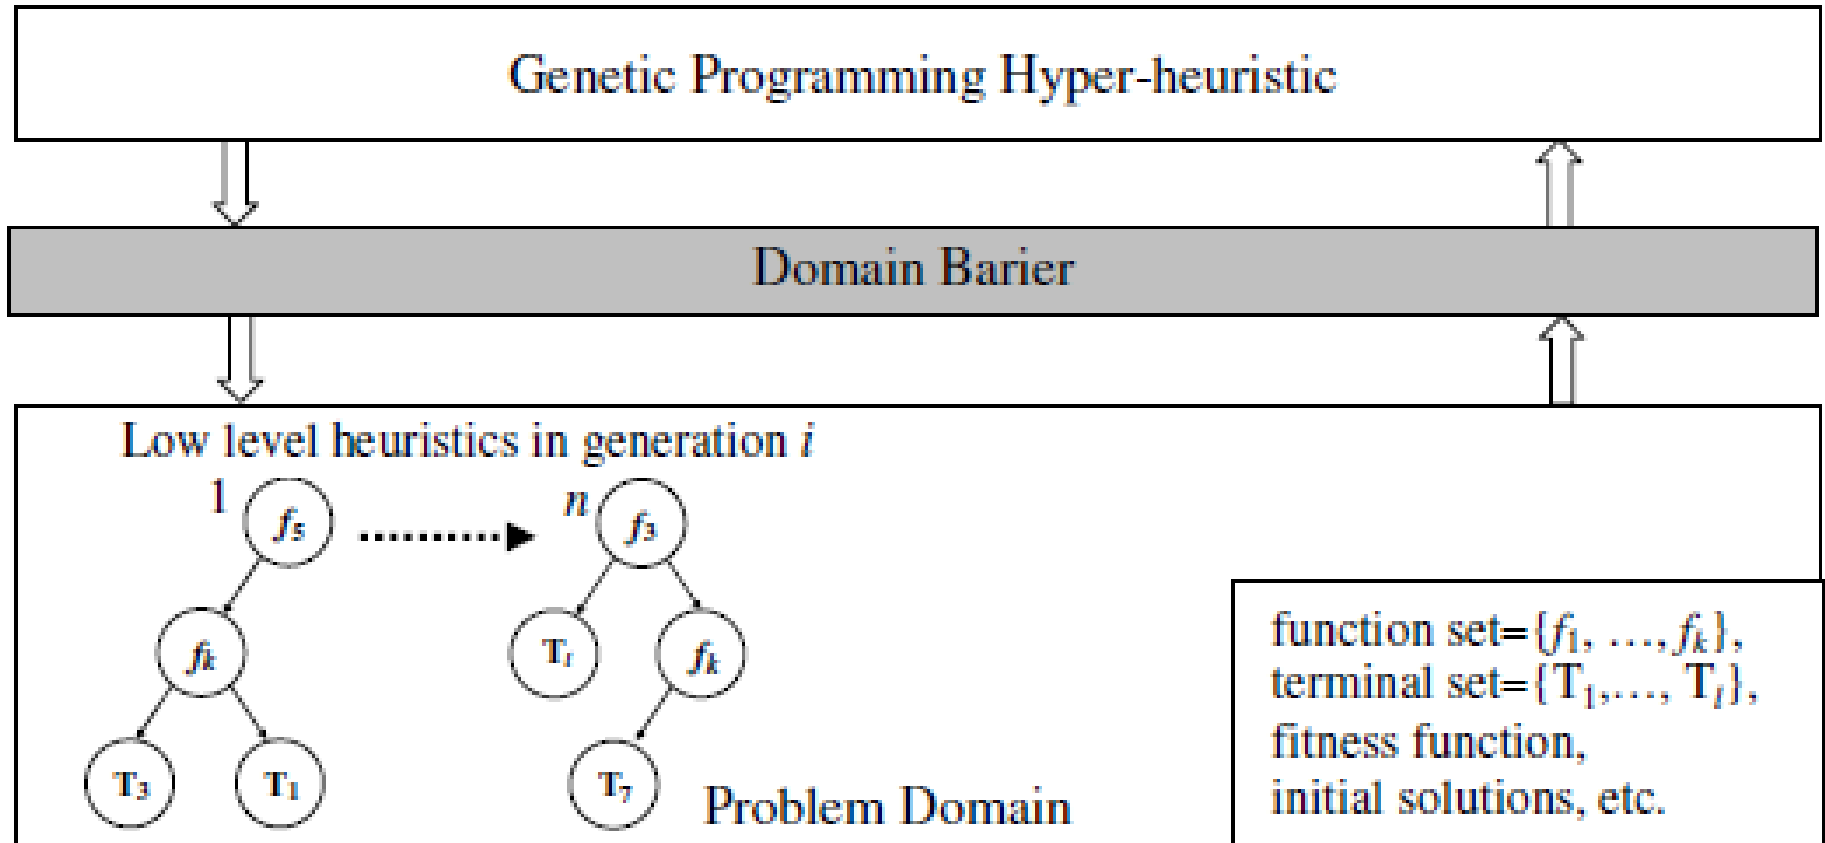 Genetic Programming Hyper-heuristic
Domain Barier
Low level heuristics in generation i
1 f5 n f3
fk Tl fk
T3 T1 T7
Problem Domain
function set={f1, ..., fk},
terminal set={T1,..., Tl},
fitness function,
initial solutions, etc.